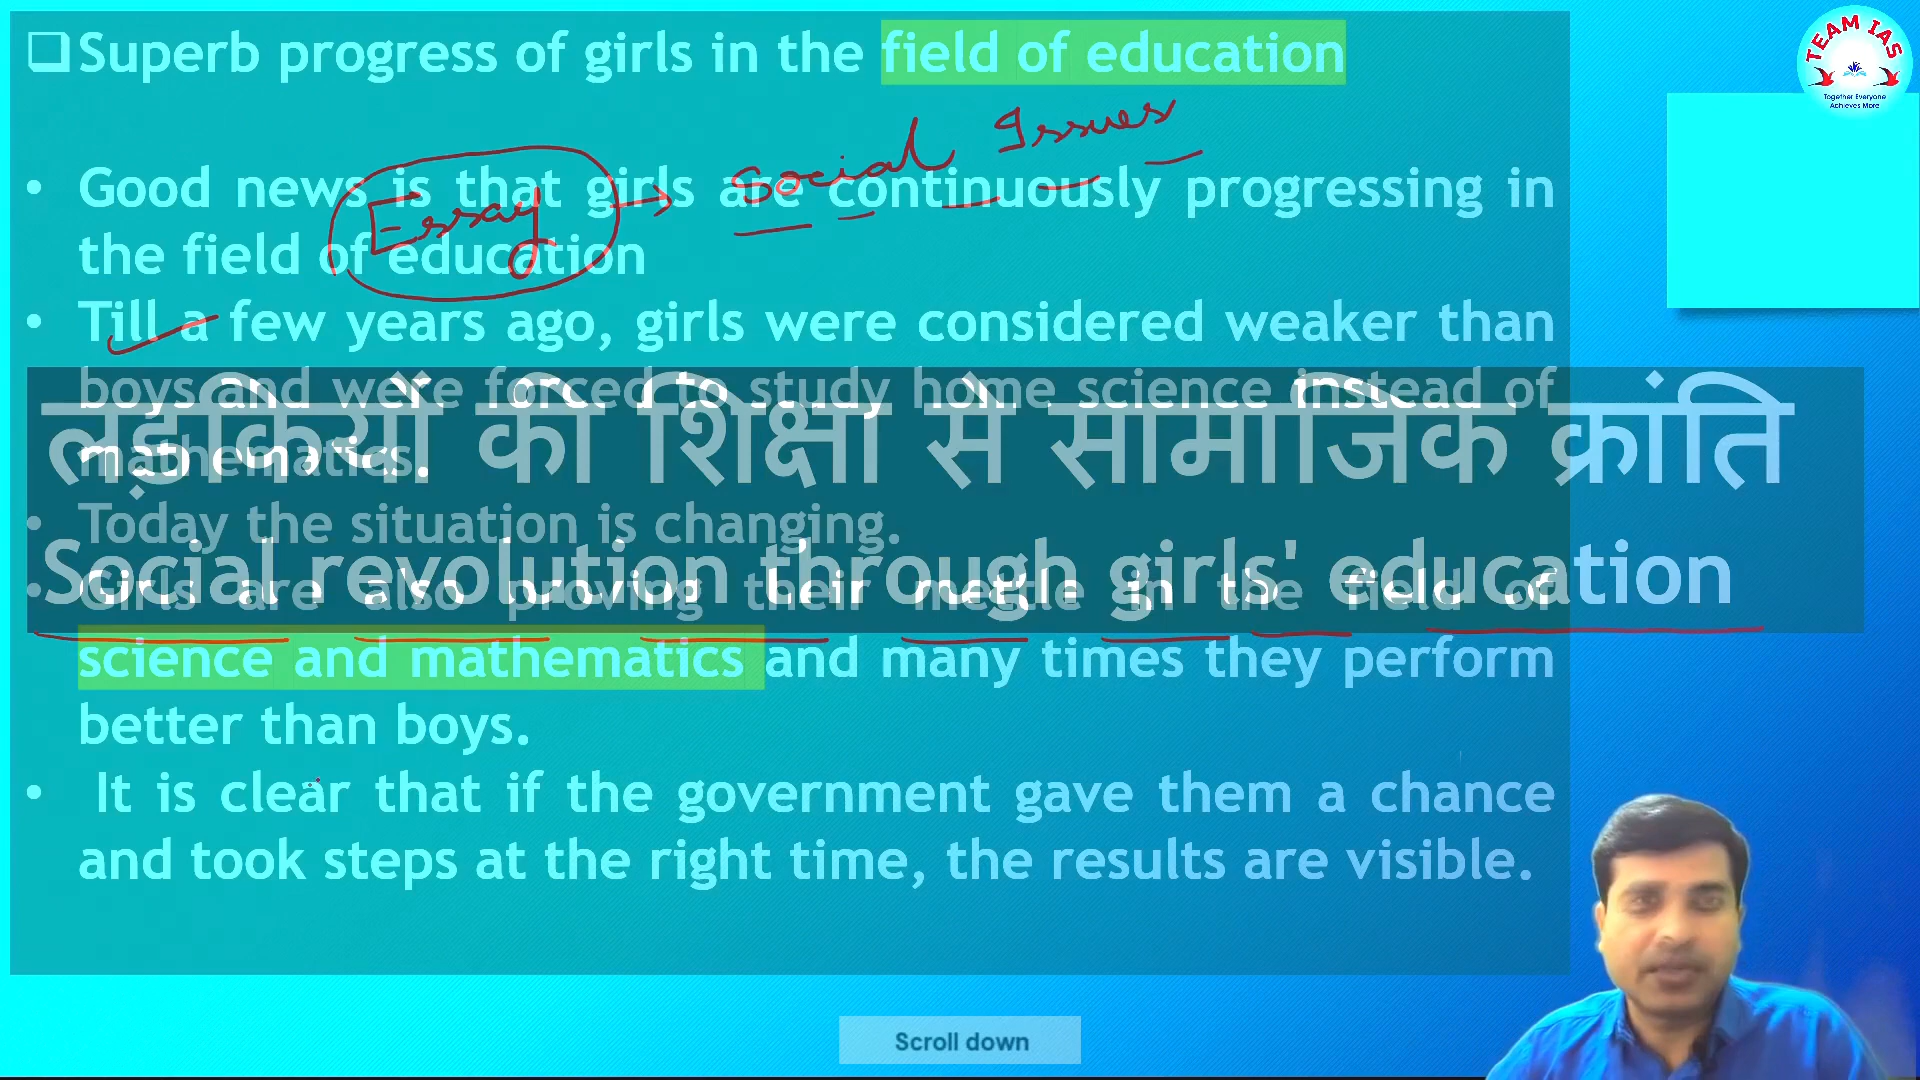 ❑Superb progress of girls in the field of education
TEAM IAS
Together Everyone
Achieves More
Essay → Social Issues
• Good news is that girls are continuously progressing in
the field of education
• Till a few years ago, girls were considered weaker than
boys and were forced to study home science instead of
mathematics.
लड़कियों की शिक्षा से सामाजिक क्रांति
• Today the situation is changing.
Social revolution through girls' education
• Girls are also proving their mettle in the field of
science and mathematics and many times they perform
better than boys.
• It is clear that if the government gave them a chance
and took steps at the right time, the results are visible.
Scroll down